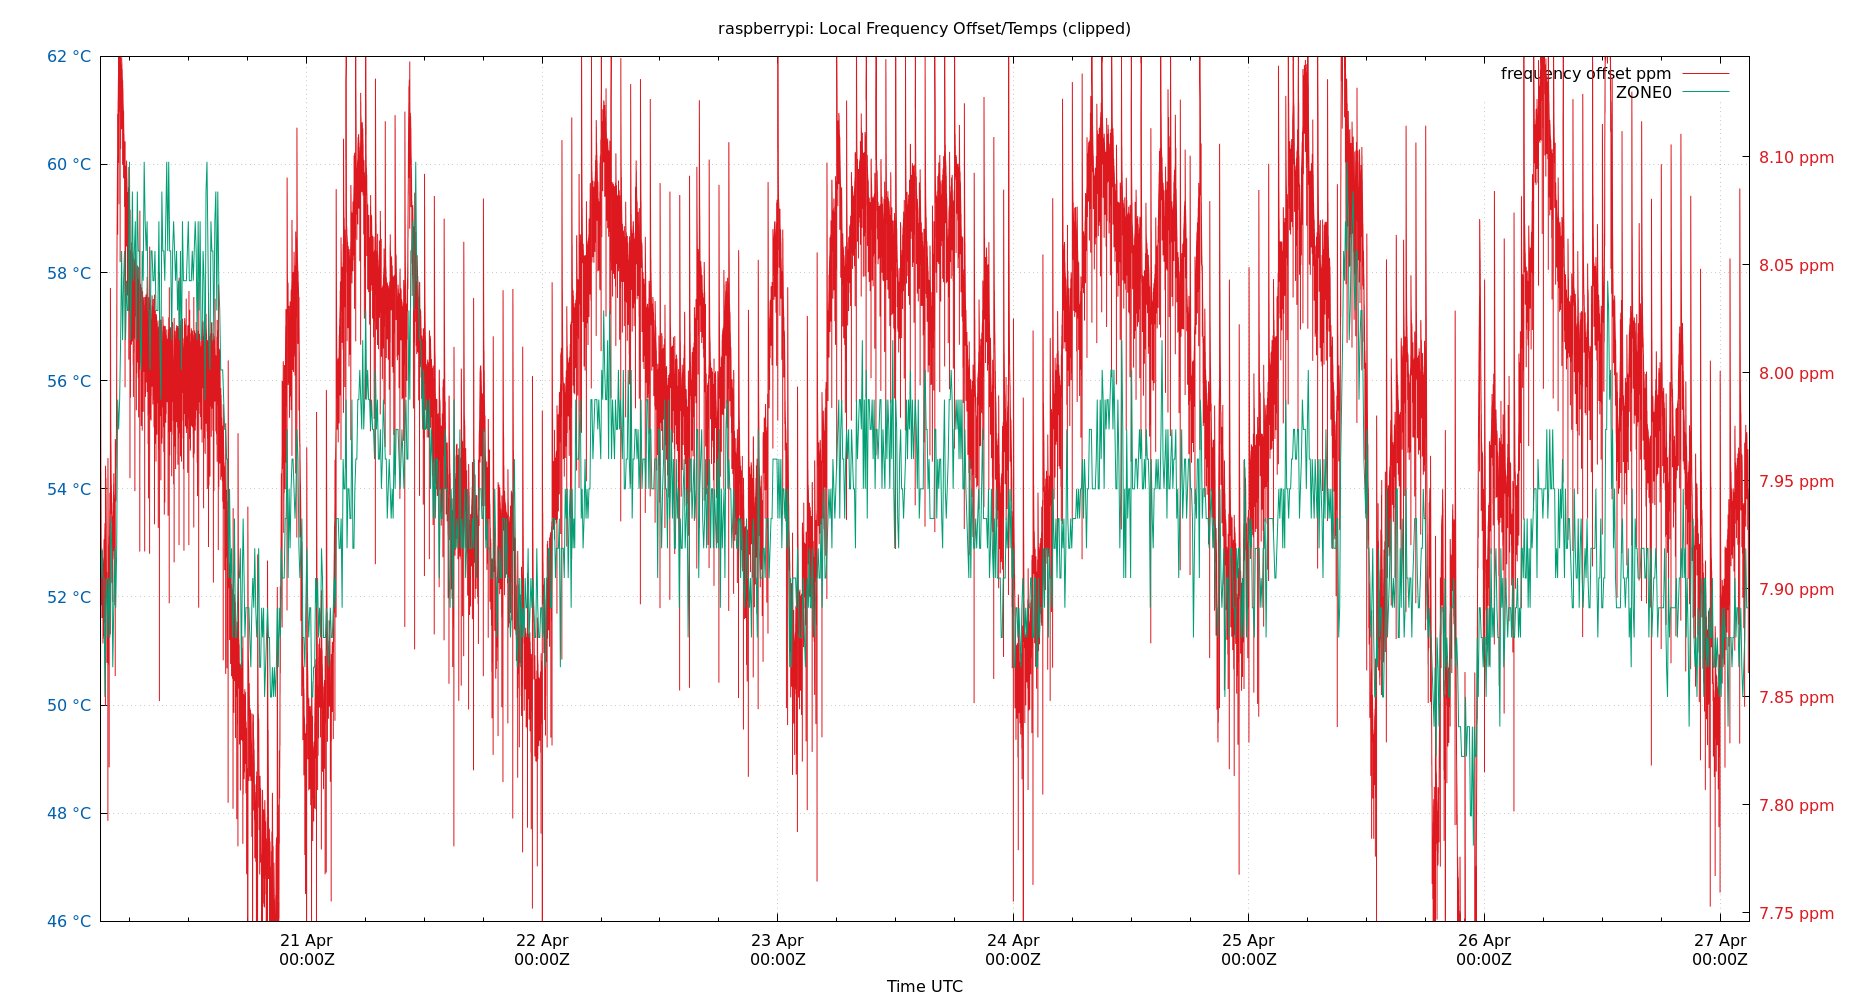 raspberrypi: Local Frequency Offset/Temps (clipped)
62 °C
60 °C
58 °C
56 °C
54 °C
52 °C
50 °C
48 °C
46 °C
frequency offset ppm
ZONE0
8.10 ppm
8.05 ppm
8.00 ppm
7.95 ppm
7.90 ppm
7.85 ppm
7.80 ppm
7.75 ppm
21 Apr
00:00Z
22 Apr
00:00Z
23 Apr
00:00Z
24 Apr
00:00Z
25 Apr
00:00Z
26 Apr
00:00Z
27 Apr
00:00Z
Time UTC